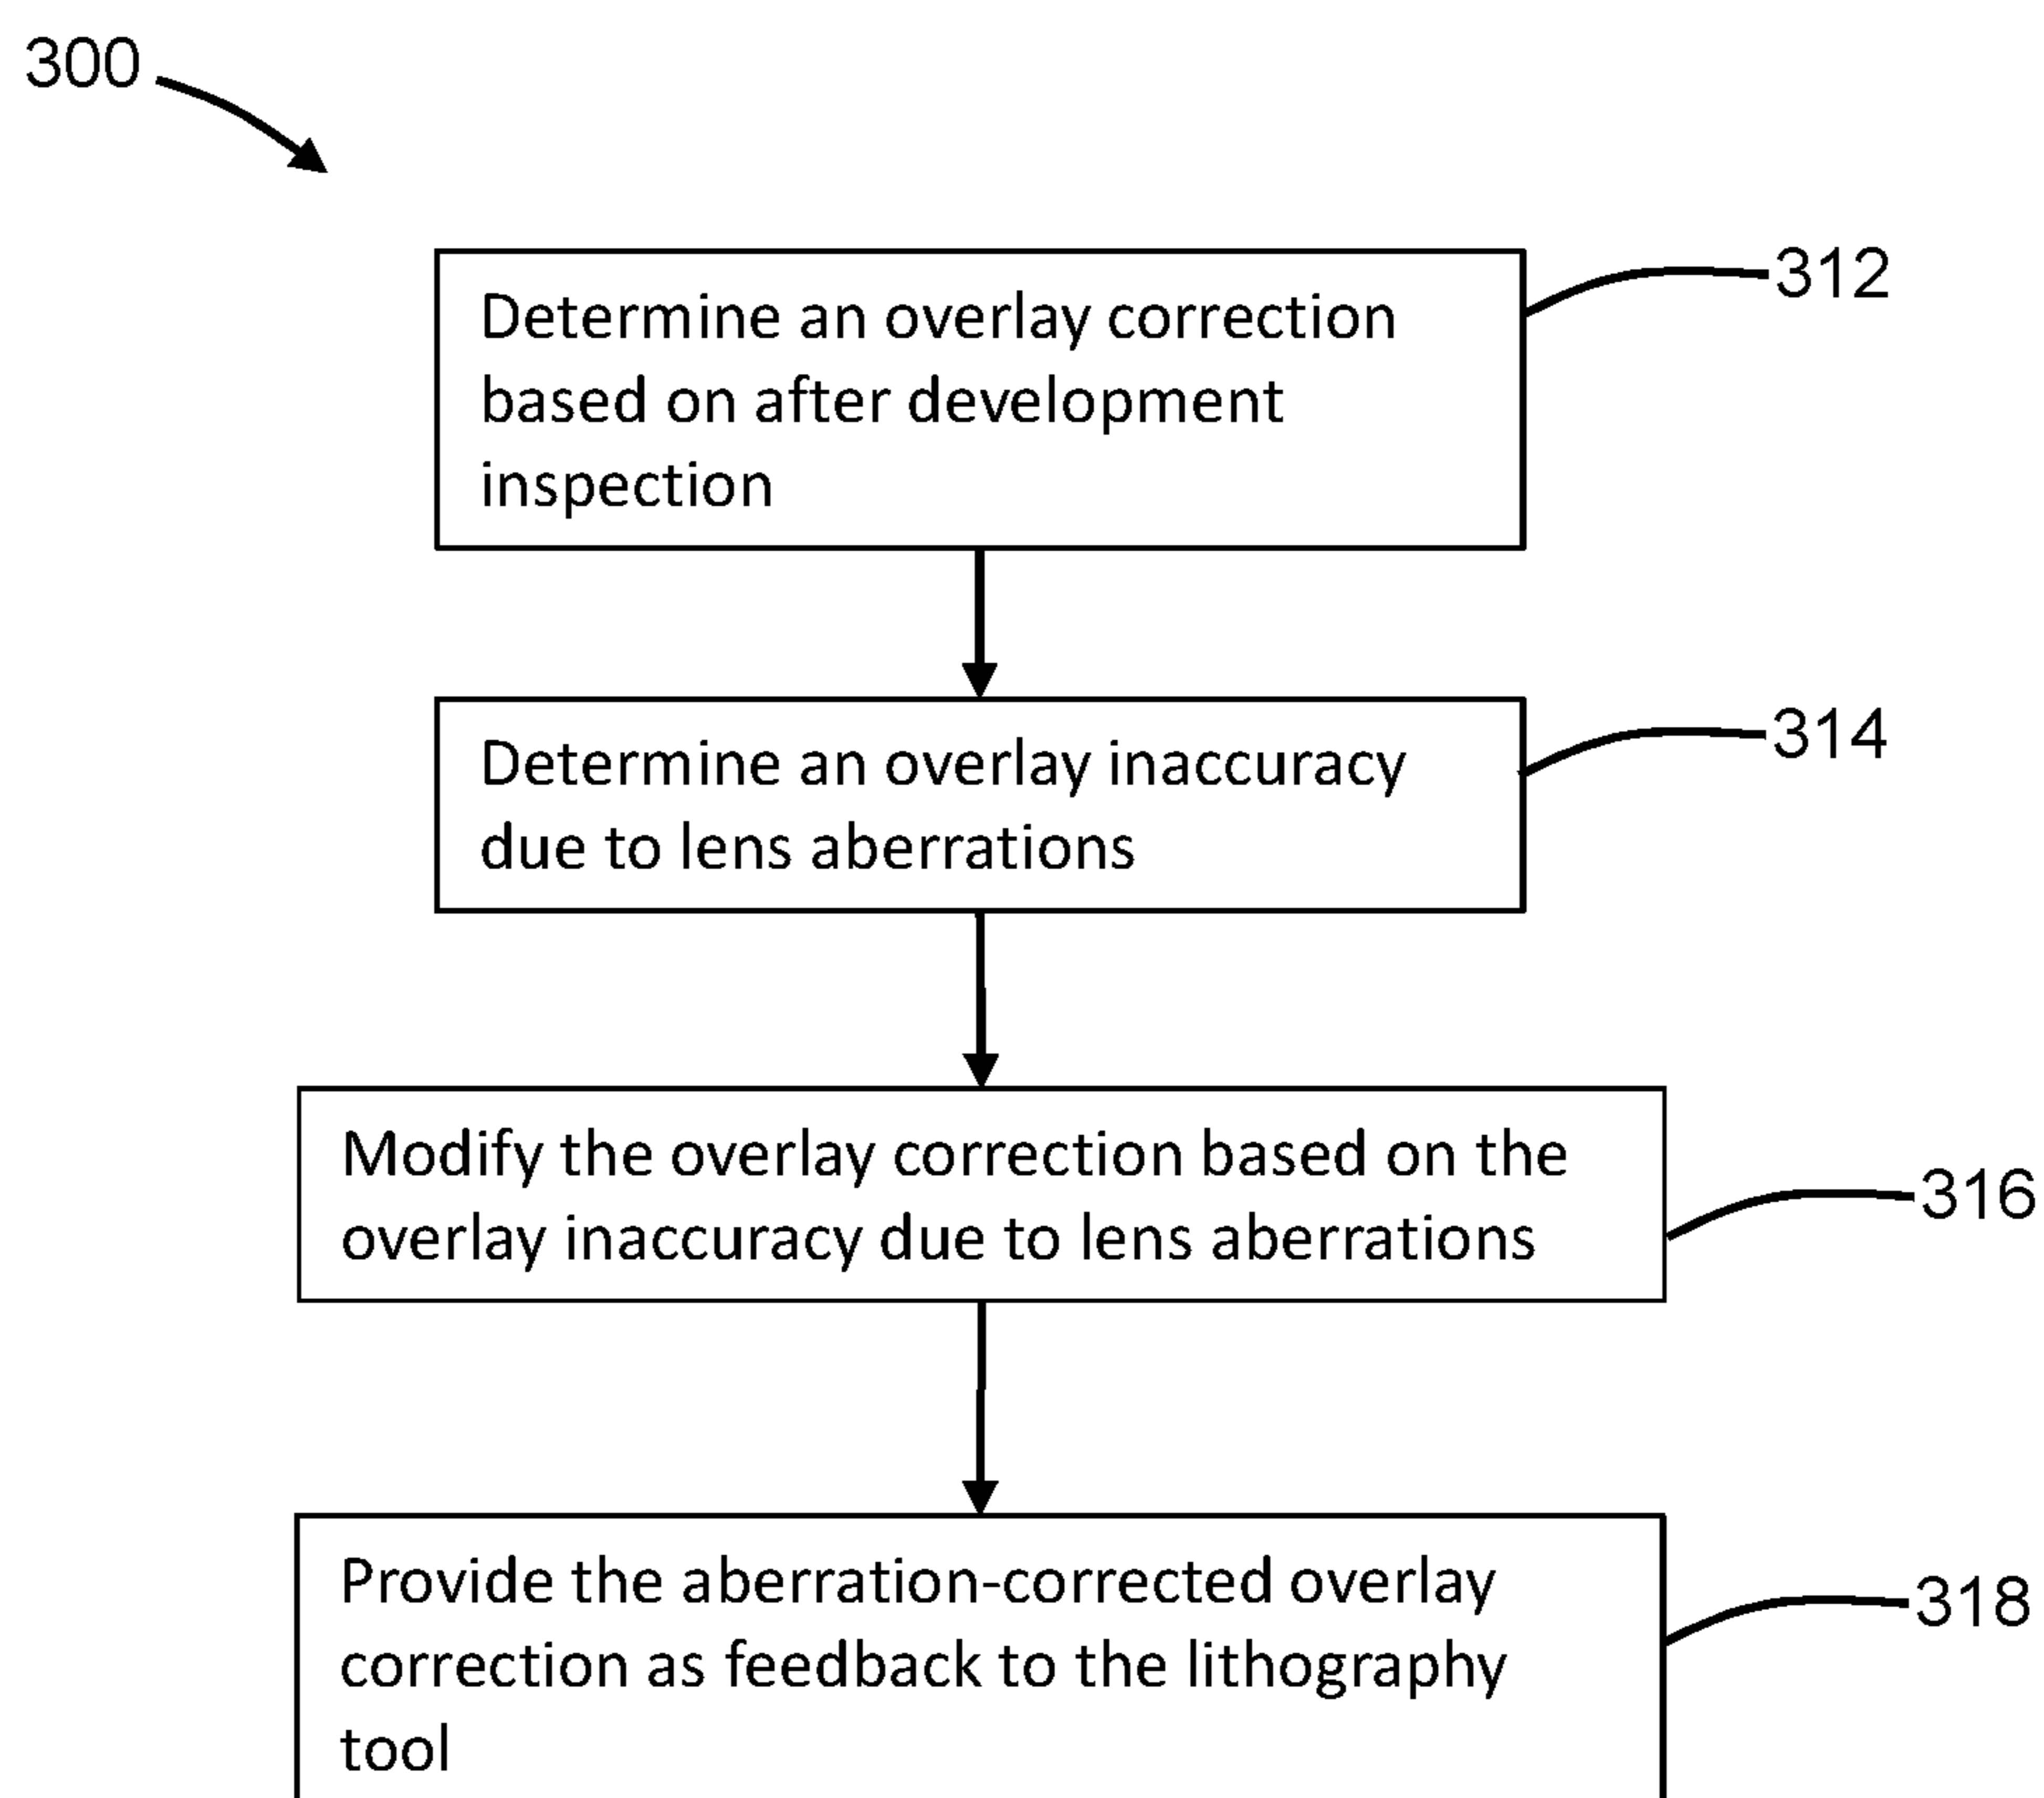 300
312
Determine an overlay correction
based on after development
inspection
314
Determine an overlay inaccuracy
due to lens aberrations
Modify the overlay correction based on the
316
overlay inaccuracy due to lens aberrations
Provide the aberration-corrected overlay
318
correction as feedback to the lithography
tool